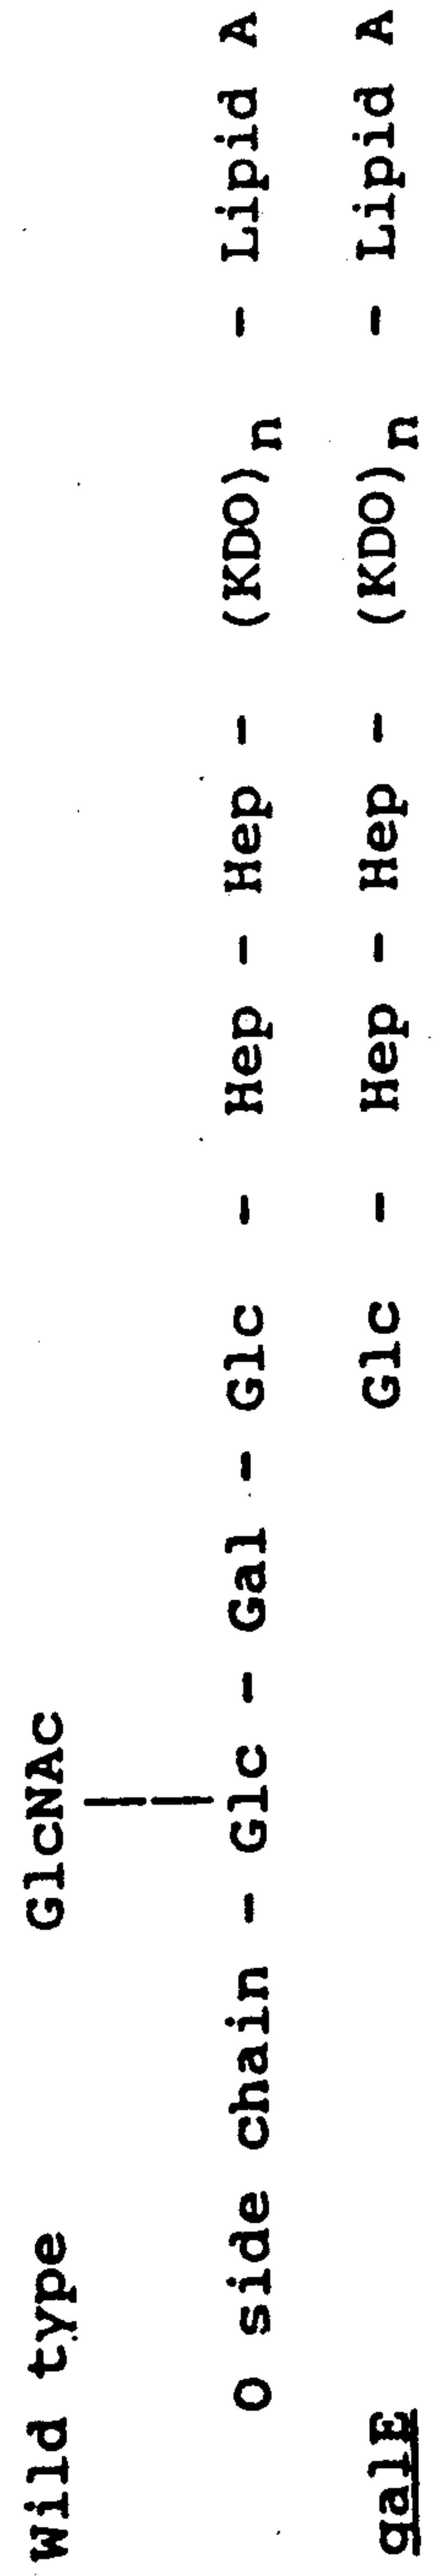 Wild type GlcNAc
O side chain - Glc - Gal - Glc - Hep - Hep - (KDO)n - Lipid A
galE Glc - Hep - Hep - (KDO)n - Lipid A